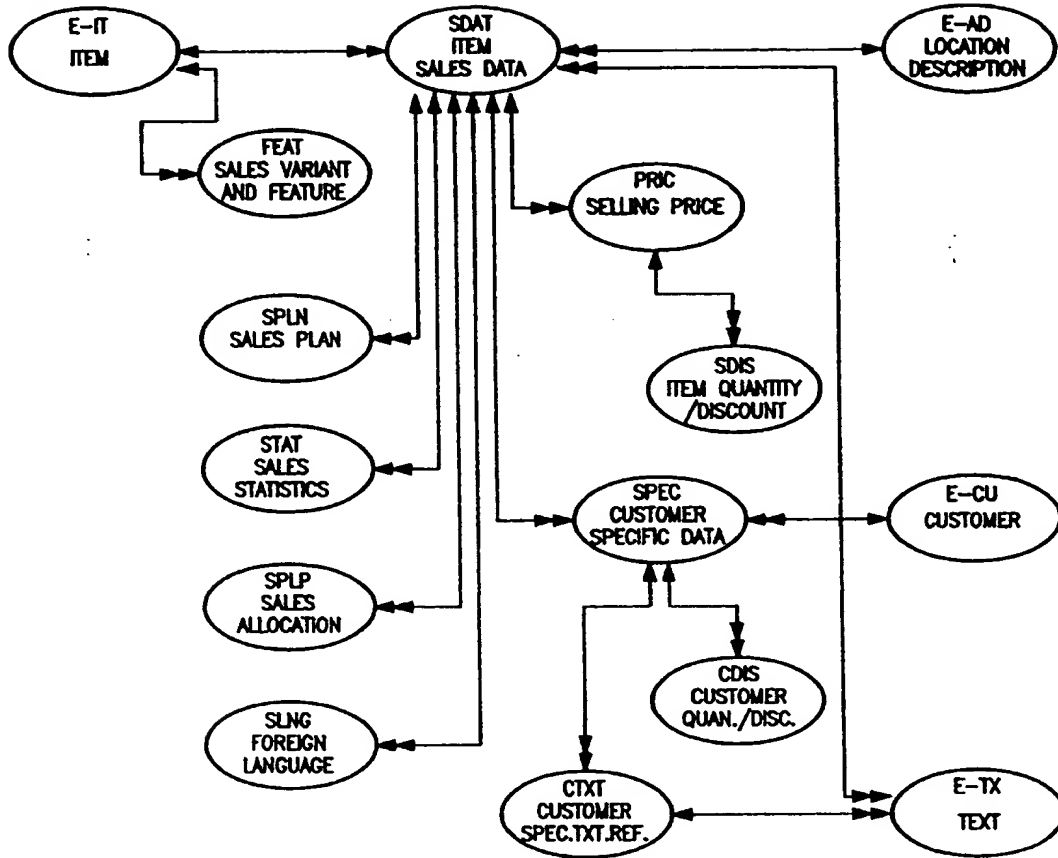 E-IT
ITEM
SDAT
ITEM
SALES DATA
E-AD
LOCATION
DESCRIPTION
FEAT
SALES VARIANT
AND FEATURE
PRIC
SELLING PRICE
SPLN
SALES PLAN
SDIS
ITEM QUANTITY
/DISCOUNT
STAT
SALES
STATISTICS
SPEC
CUSTOMER
SPECIFIC DATA
E-CU
CUSTOMER
SPLP
SALES
ALLOCATION
CDIS
CUSTOMER
QUAN./DISC.
SLNG
FOREIGN
LANGUAGE
CTXT
CUSTOMER
SPEC.TXT.REF.
E-TX
TEXT